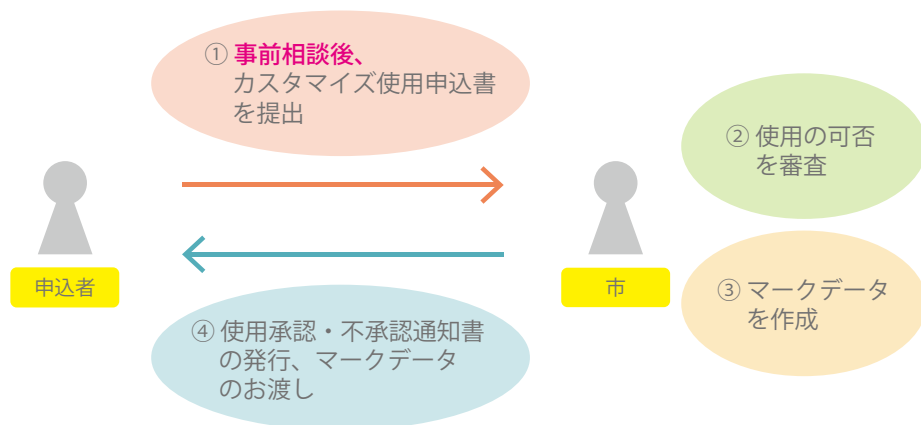 ① 事前相談後、
カスタマイズ使用申込書
を提出
② 使用の可否
を審査
申込者
市
③ マークデータ
を作成
④ 使用承認・不承認通知書
の発行、マークデータ
のお渡し